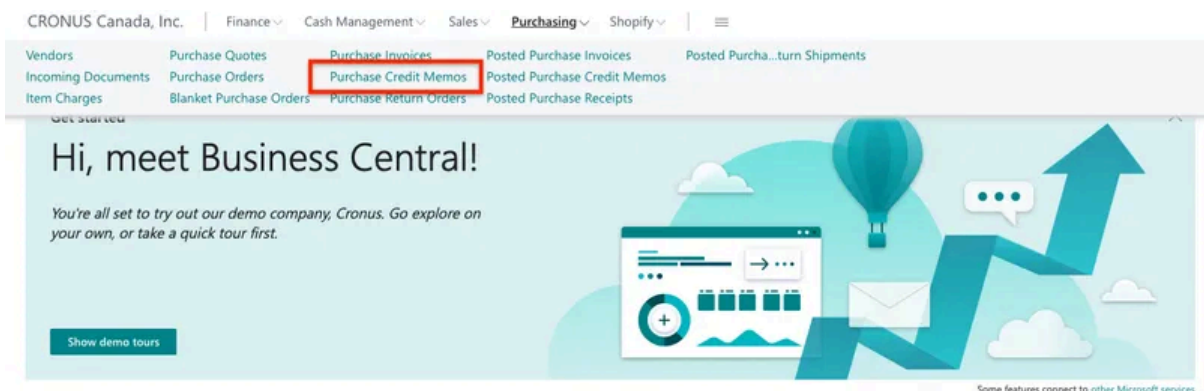 CRONUS Canada, Inc. | Finance Cash Management Sales Purchasing Shopify
Vendors Purchase Quotes Purchase Invoices Posted Purchase Invoices Posted Purcha...turn Shipments
Incoming Documents Purchase Orders Purchase Credit Memos Posted Purchase Credit Memos
Item Charges Blanket Purchase Orders Purchase Return Orders Posted Purchase Receipts
Get started
Hi, meet Business Central!
You're all set to try out our demo company, Cronus. Go explore on
your own, or take a quick tour first.
Show demo tours
Some features connect to other Microsoft services